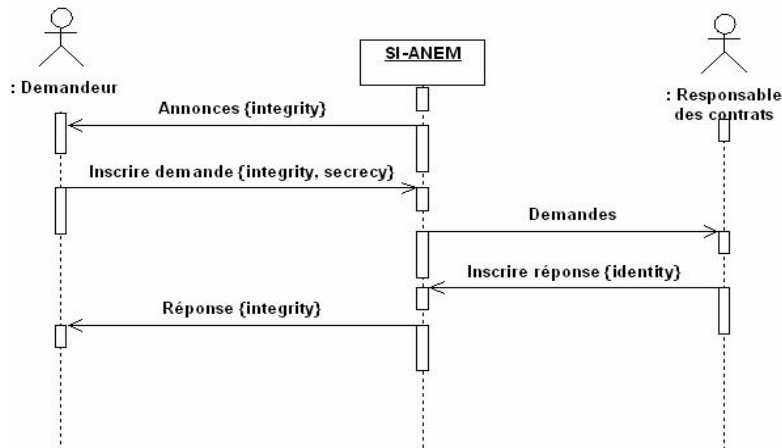 SI-ANEM
: Demandeur
: Responsable
des contrats
Annonces {integrity}
Inscrire demande {integrity, secrecy}
Demandes
Inscrire réponse {identity}
Réponse {integrity}